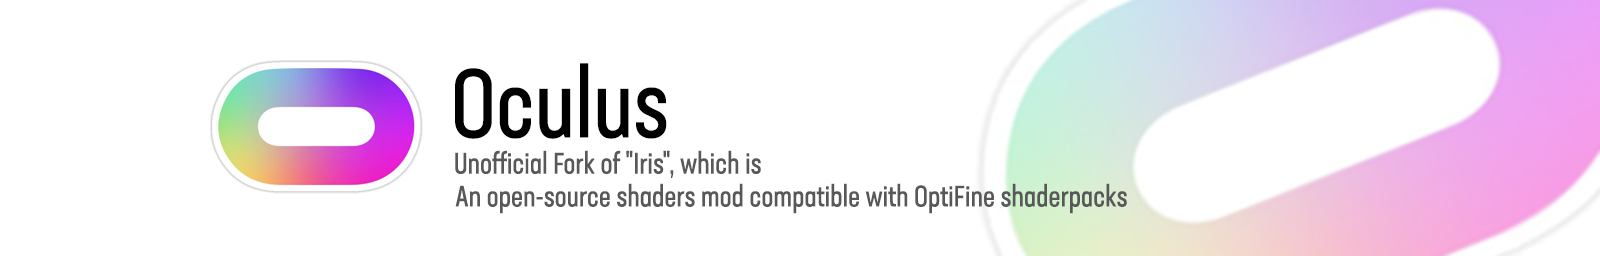 Oculus
Unofficial Fork of "Iris", which is
An open-source shaders mod compatible with OptiFine shaderpacks